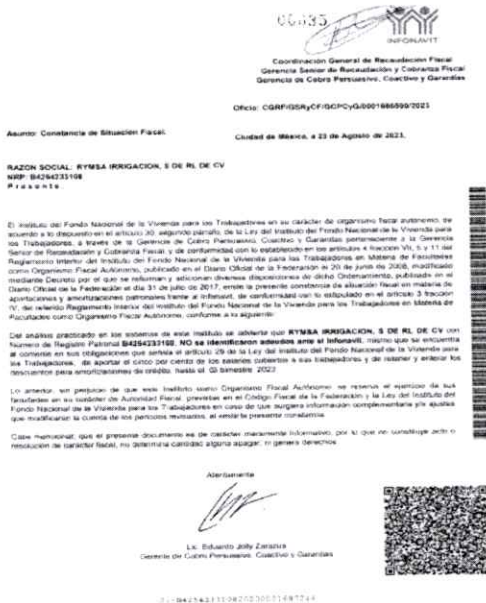 INFONAVIT
Coordinación General de Recaudación Fiscal
Gerencia Senior de Recaudación y Cobranza Fiscal
Gerencia de Cobro Persuasivo, Coactivo y Garantías
Oficio: CGRF/GSRyCF/GCPCyG/0001686599/2023
Asunto: Constancia de Situación Fiscal.
Ciudad de México, a 23 de Agosto de 2023.
RAZON SOCIAL: RYMSA IRRIGACION, S DE RL DE CV
NRP: B4264233108
P r e s e n t e
El Instituto del Fondo Nacional de la Vivienda para los Trabajadores en su carácter de organismo fiscal autónomo, de
acuerdo a lo dispuesto en el artículo 30, segundo párrafo, de la Ley del Instituto del Fondo Nacional de la Vivienda para
los Trabajadores, a través de la Gerencia de Cobro Persuasivo, Coactivo y Garantías perteneciente a la Gerencia
Senior de Recaudación y Cobranza Fiscal y de conformidad con lo establecido en los artículos 4 fracción VII, 5 y 11 del
Reglamento Interior del Instituto del Fondo Nacional de la Vivienda para los Trabajadores en Materia de Facultades
como Organismo Fiscal Autónomo, publicado en el Diario Oficial de la Federación el 20 de junio de 2008, modificado
mediante Decreto por el que se reforman y adicionan diversas disposiciones de dicho Ordenamiento, publicado en el
Diario Oficial de la Federación el día 31 de julio de 2017, emite la presente constancia de situación fiscal en materia de
aportaciones y amortizaciones patronales frente al Infonavit, de conformidad con lo estipulado en el artículo 3 fracción
IV, del referido Reglamento Interior del Instituto del Fondo Nacional de la Vivienda para los Trabajadores en Materia de
Facultades como Organismo Fiscal Autónomo, conforme a lo siguiente:
Del análisis practicado en los sistemas de este Instituto se advierte que RYMSA IRRIGACION, S DE RL DE CV con
Número de Registro Patronal B4264233108, NO se identificaron adeudos ante el Infonavit, mismo que se encuentra
al corriente en sus obligaciones que señala el artículo 29 de la Ley del Instituto del Fondo Nacional de la Vivienda para
los Trabajadores, de aportar el cinco por ciento de los salarios cubiertos a sus trabajadores y de retener y enterar los
descuentos para amortizaciones de crédito, hasta el bimestre 2023
Lo anterior, sin perjuicio de que este Instituto como Organismo Fiscal Autónomo se reserva el ejercicio de sus
facultades en su carácter de Autoridad Fiscal, previstas en el Código Fiscal de la Federación y la Ley del Instituto del
Fondo Nacional de la Vivienda para los Trabajadores en caso de que surgiera información complementaria y/o ajustes
que modificarían la cuenta de los periodos revisados, al emitir la presente constancia.
Cabe mencionar, que el presente documento es de carácter meramente informativo, por lo que no constituye acto o
resolución de carácter fiscal, no determina cantidad alguna a pagar, ni genera derechos.
Atentamente
Lic. Eduardo Jolly Zarazúa
Gerente de Cobro Persuasivo, Coactivo y Garantías